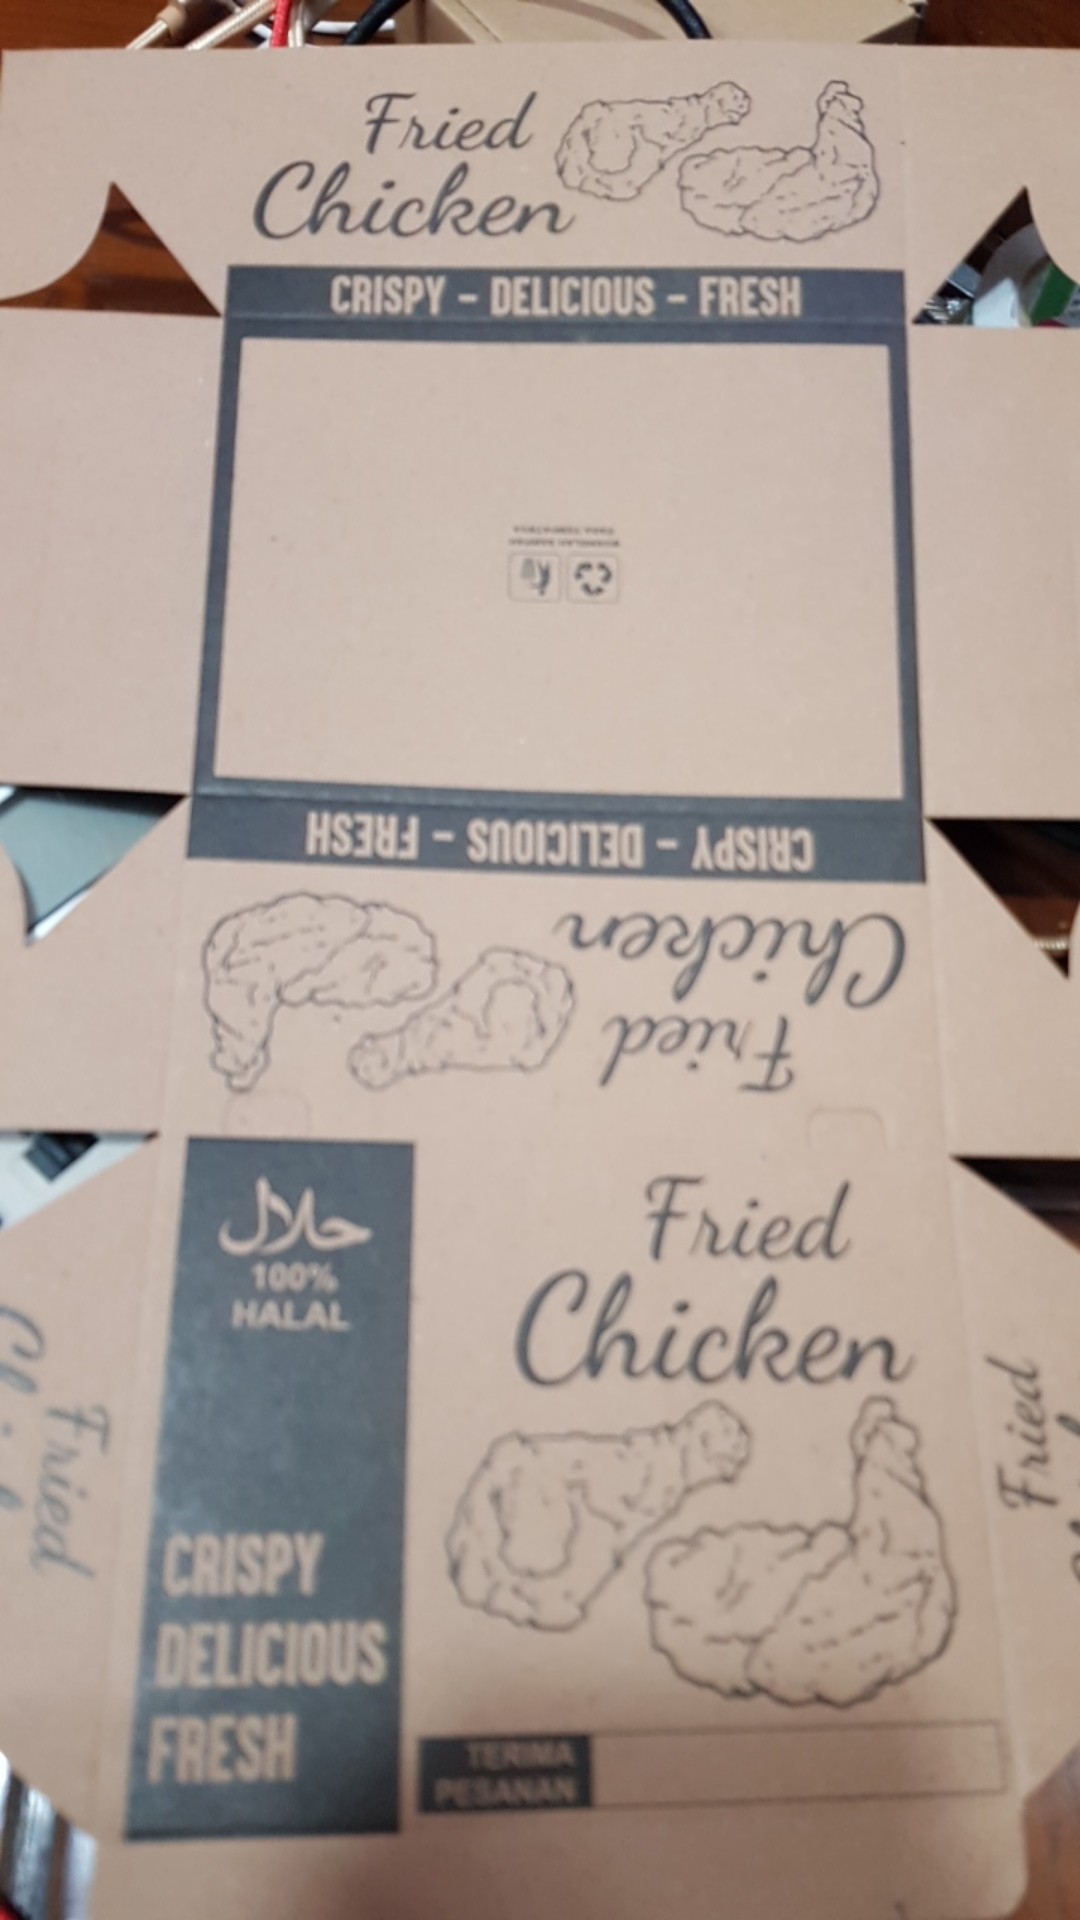 Fried
Chicken
CRISPY - DELICIOUS - FRESH
CRISPY - DELICIOUS - FRESH
Chicken
Fried
حلال
100%
HALAL
CRISPY
DELICIOUS
FRESH
Fried
Chicken
TERIMA
PESANAN
Fried
Fried